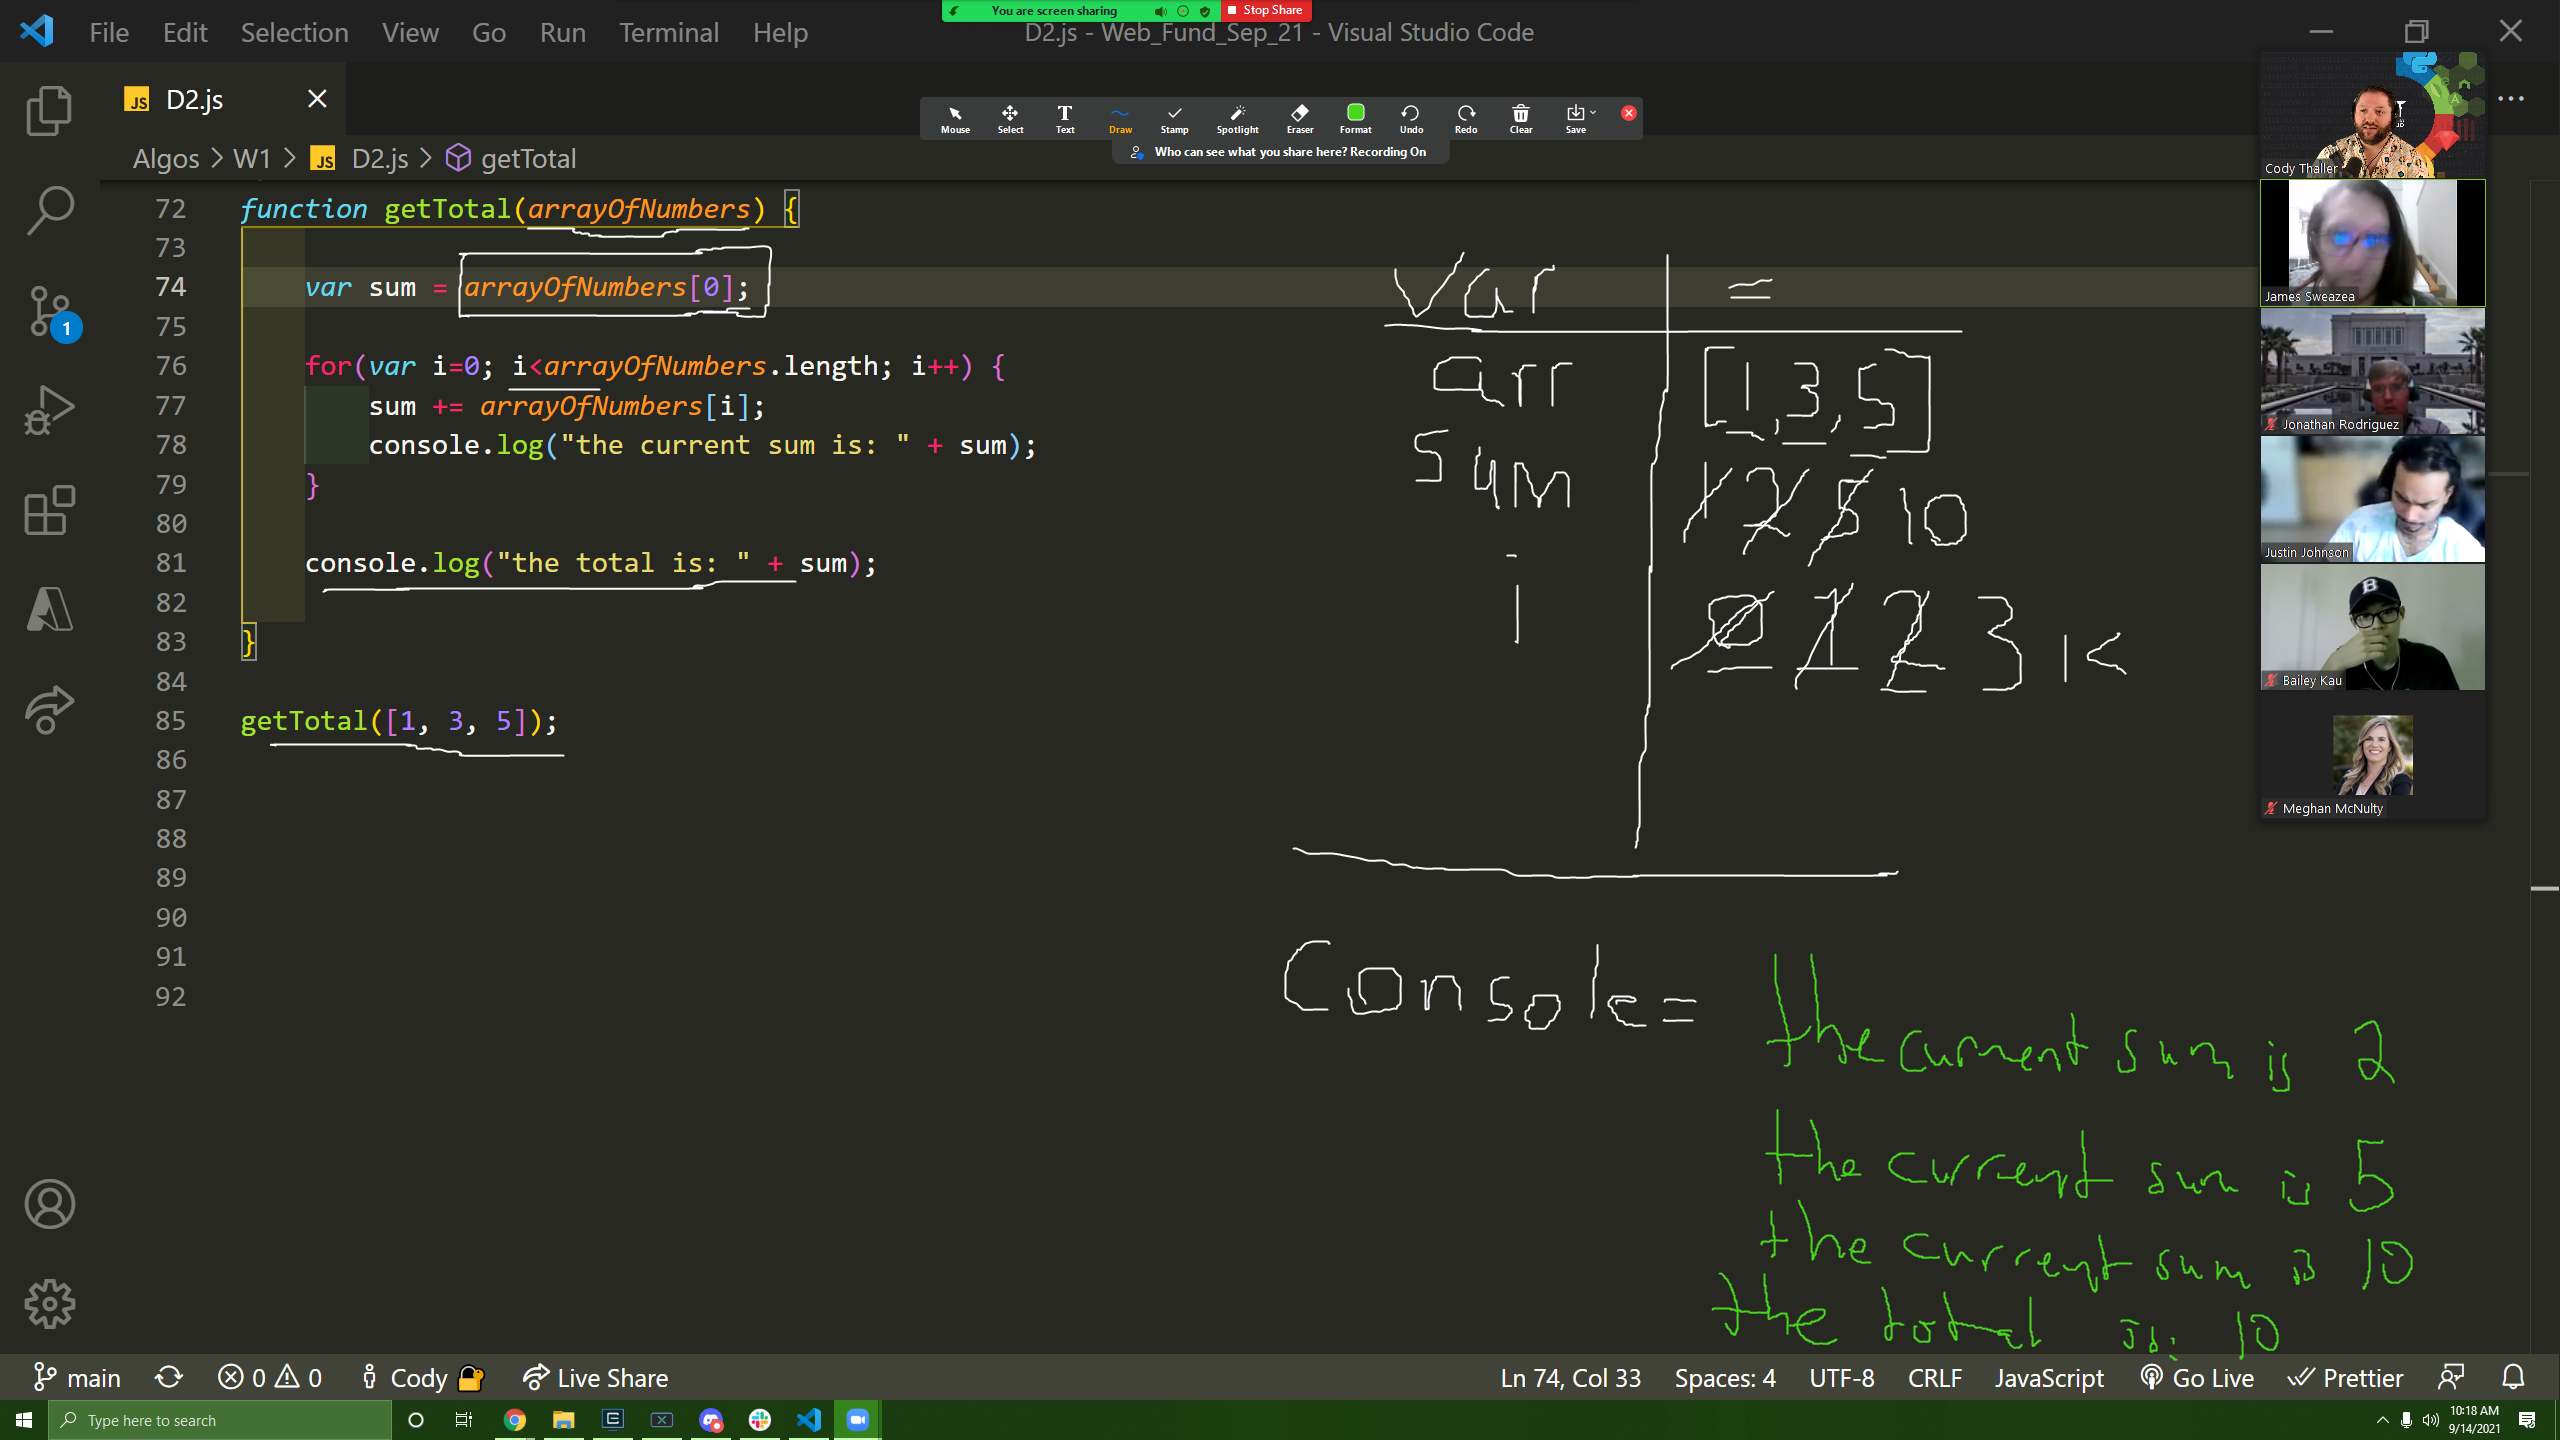 You are screen sharing Stop Share
File Edit Selection View Go Run Terminal Help
D2.js - Web_Fund_Sep_21 - Visual Studio Code
JS D2.js
Mouse Select Text Draw Stamp Spotlight Eraser Format Undo Redo Clear Save
Who can see what you share here? Recording On
Algos > W1 > JS D2.js > getTotal
72 function getTotal(arrayOfNumbers) {
73
74 var sum = arrayOfNumbers[0];
75
76 for(var i=0; i<arrayOfNumbers.length; i++) {
77 sum += arrayOfNumbers[i];
78 console.log("the current sum is: " + sum);
79 }
80
81 console.log("the total is: " + sum);
82
83 }
84
85 getTotal([1, 3, 5]);
86
87
88
89
90
91
92
1
var =
arr [1,3,5]
sum 1 2 5 10
i 0 1 2 3 1<
Console=
the current sum is 2
the current sum is 5
the current sum is 10
the total is: 10
Cody Thaller
James Sweazea
Jonathan Rodriguez
Justin Johnson
B
Bailey Kau
Meghan McNulty
main 0 0 Cody Live Share
Ln 74, Col 33 Spaces: 4 UTF-8 CRLF JavaScript Go Live Prettier
Type here to search
10:18 AM
9/14/2021